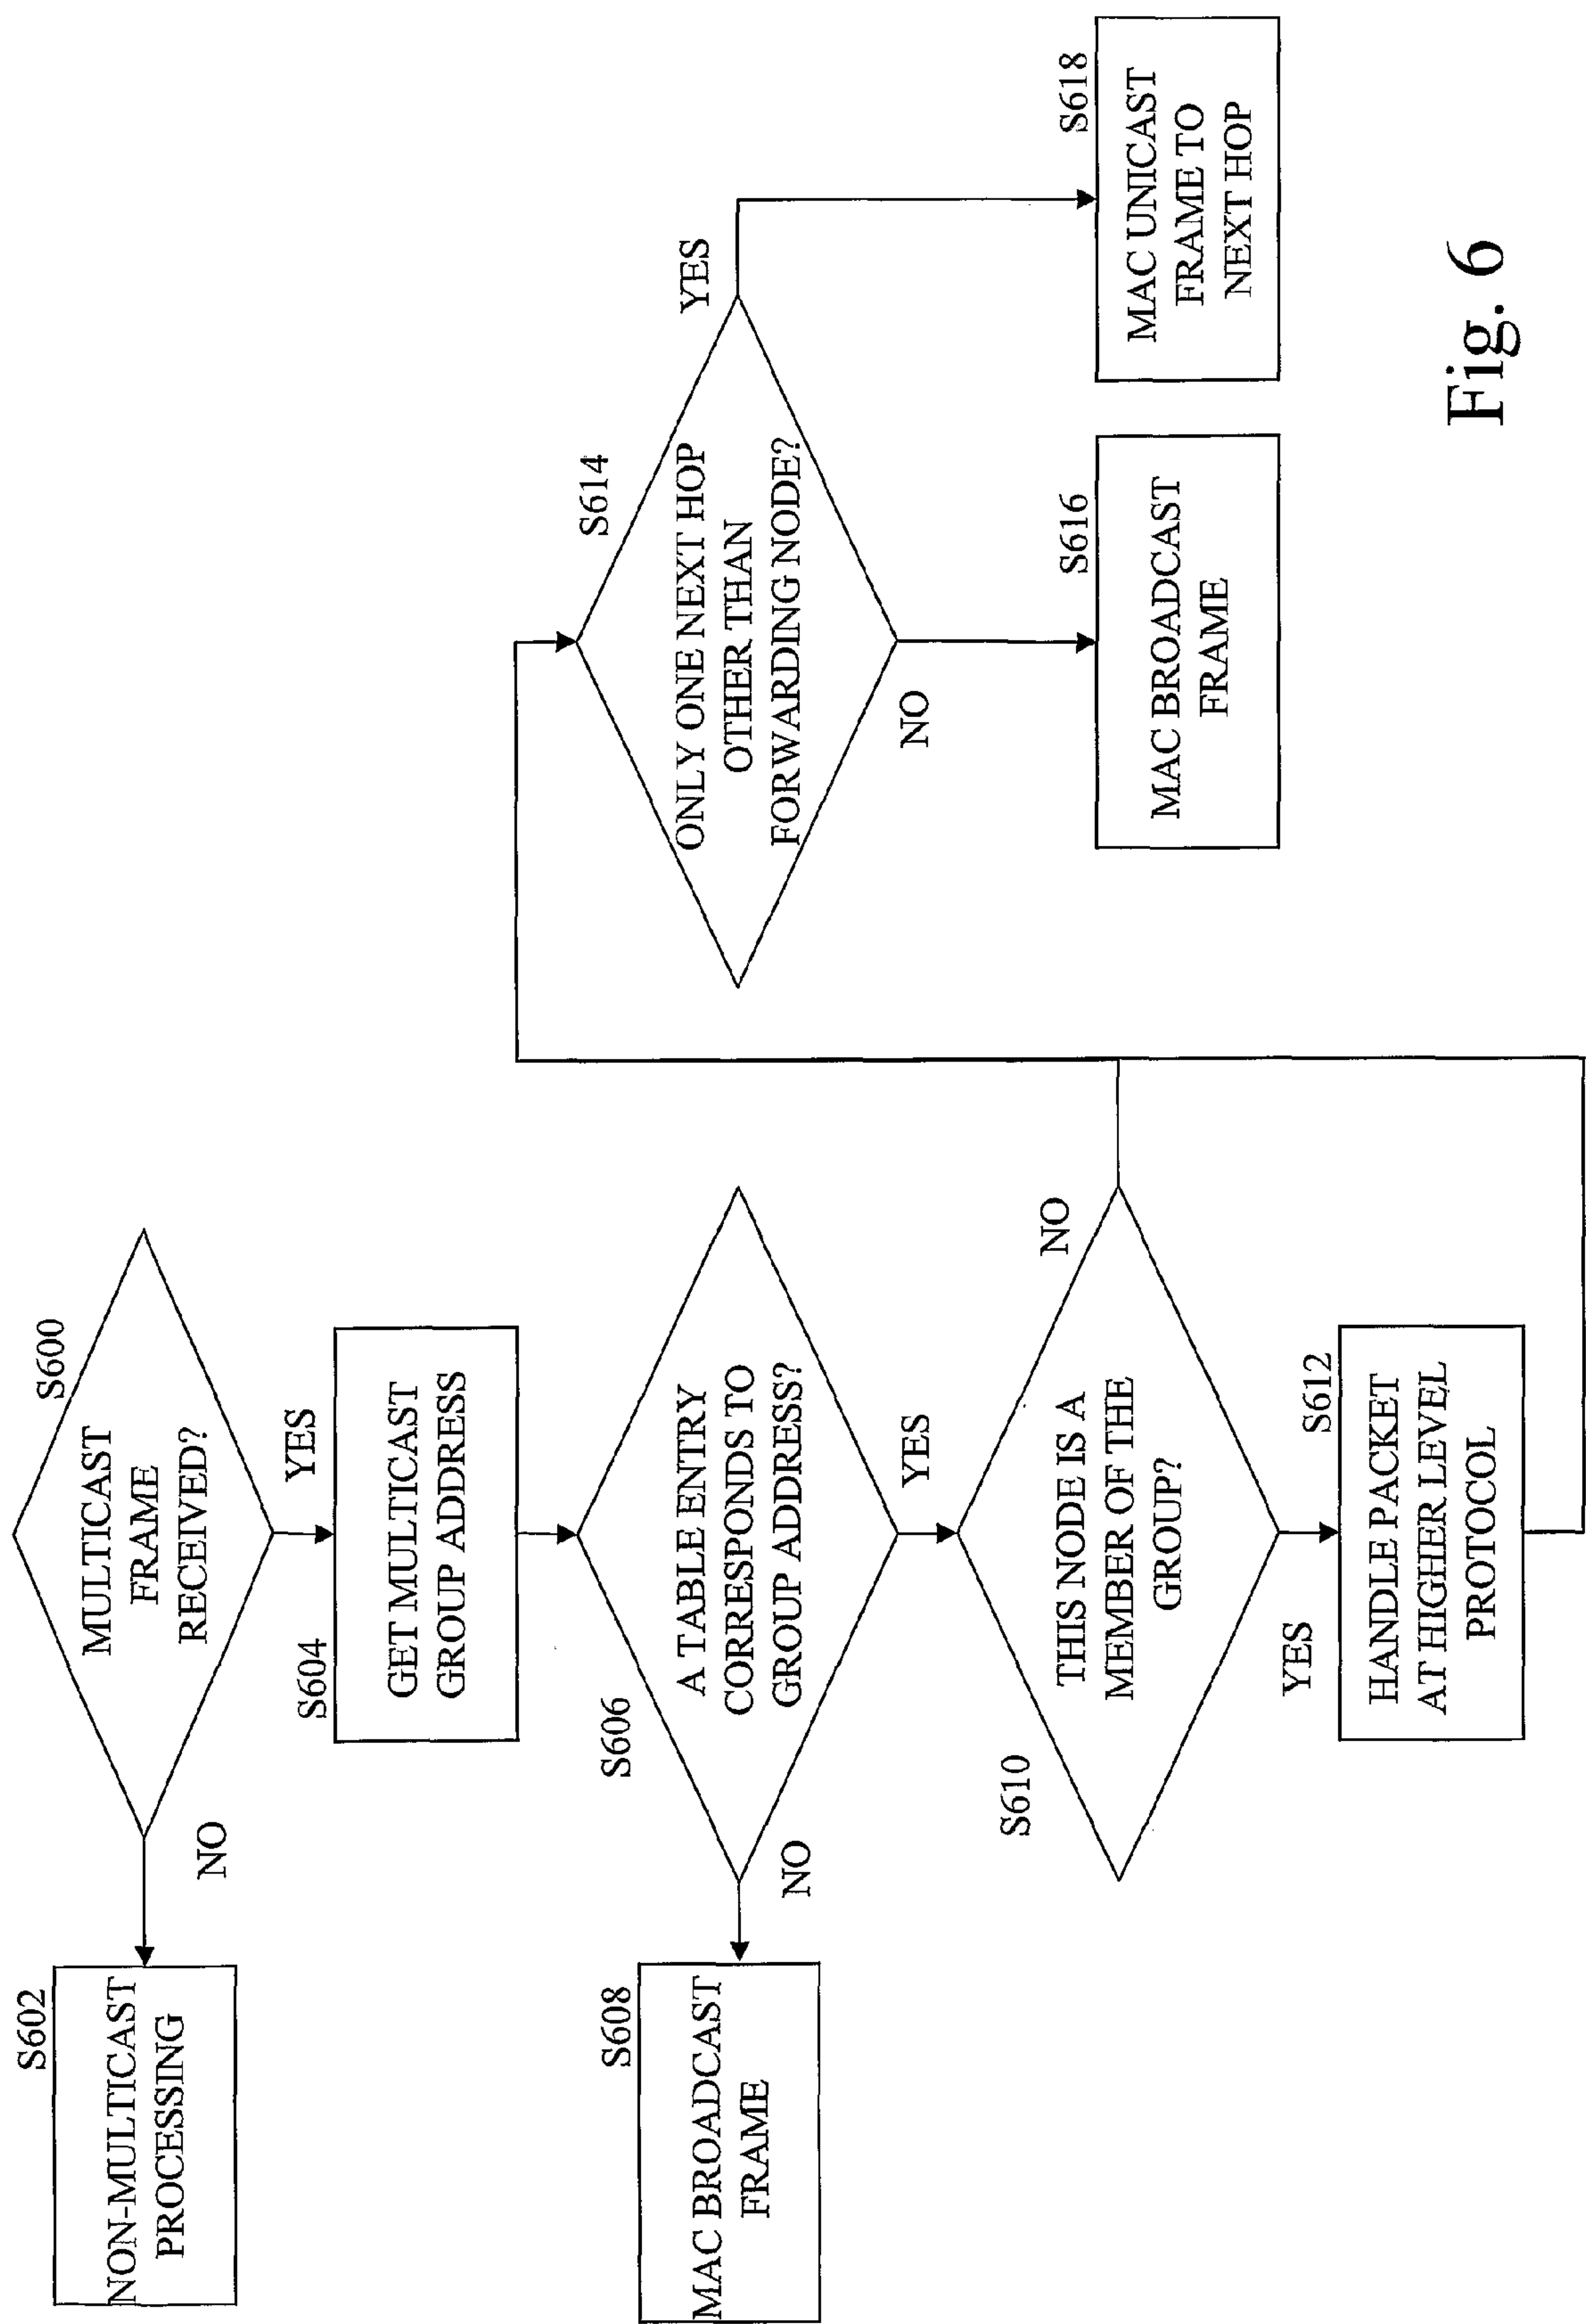 S600
MULTICAST
FRAME
RECEIVED?
NO
YES
S602
NON-MULTICAST
PROCESSING
S604
GET MULTICAST
GROUP ADDRESS
S606
A TABLE ENTRY
CORRESPONDS TO
GROUP ADDRESS?
NO
YES
S608
MAC BROADCAST
FRAME
S610
THIS NODE IS A
MEMBER OF THE
GROUP?
NO
YES
S612
HANDLE PACKET
AT HIGHER LEVEL
PROTOCOL
S614
ONLY ONE NEXT HOP
OTHER THAN
FORWARDING NODE?
YES
NO
S616
MAC BROADCAST
FRAME
S618
MAC UNICAST
FRAME TO
NEXT HOP
Fig. 6